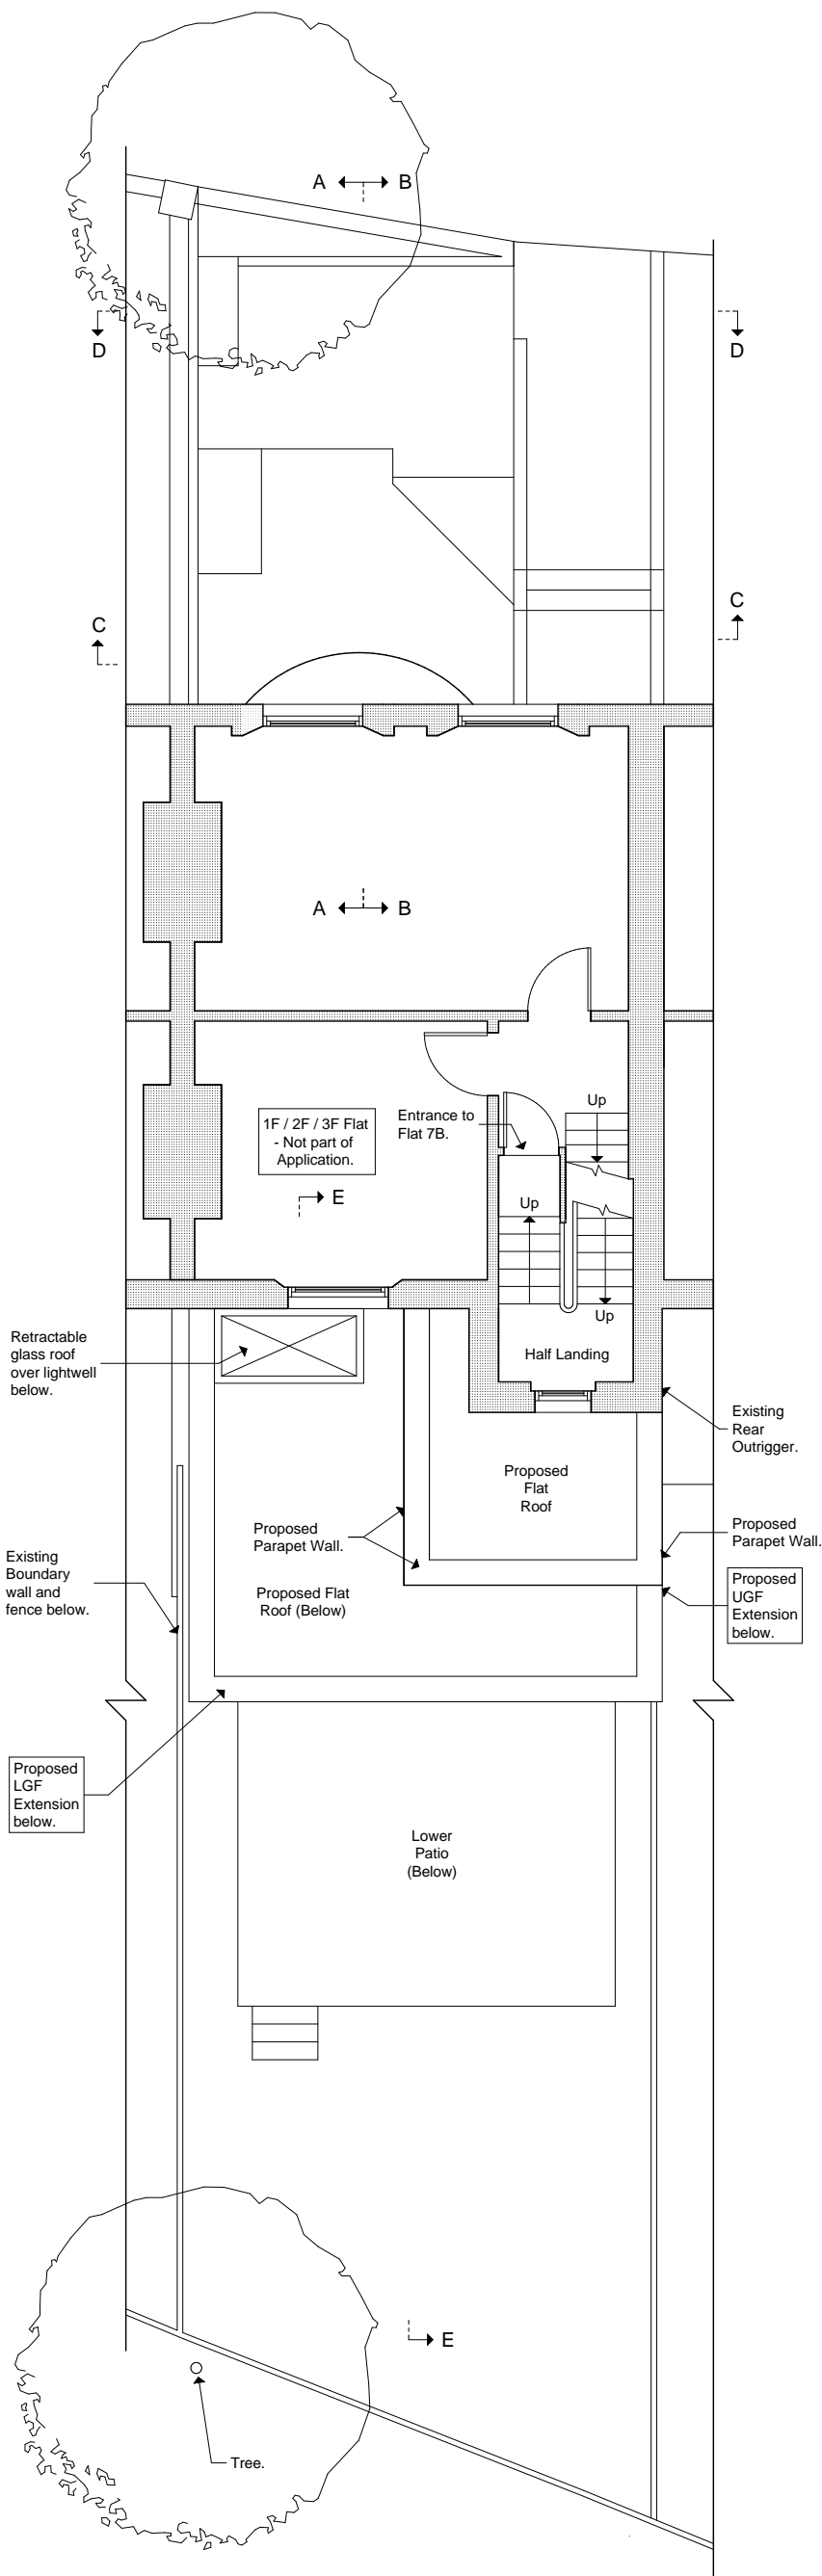 A B
D D
C
C
A B
Up
1F / 2F / 3F Flat
- Not part of
Application.
Entrance to
Flat 7B.
E
Up
Up
Half Landing
Retractable
glass roof
over lightwell
below.
Existing
Rear
Outrigger.
Proposed
Flat
Roof
Proposed
Parapet Wall.
Proposed
Parapet Wall.
Existing
Boundary
wall and
fence below.
Proposed Flat
Roof (Below)
Proposed
UGF
Extension
below.
Proposed
LGF
Extension
below.
Lower
Patio
(Below)
E
Tree.